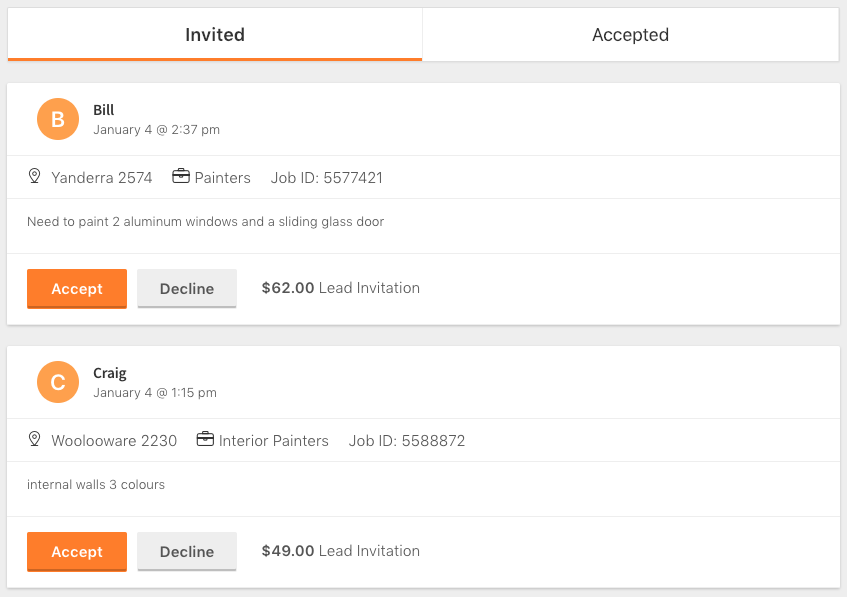 Invited Accepted
B Bill
January 4 @ 2:37 pm
Yanderra 2574 Painters Job ID: 5577421
Need to paint 2 aluminum windows and a sliding glass door
Accept Decline $62.00 Lead Invitation
C Craig
January 4 @ 1:15 pm
Woolooware 2230 Interior Painters Job ID: 5588872
internal walls 3 colours
Accept Decline $49.00 Lead Invitation